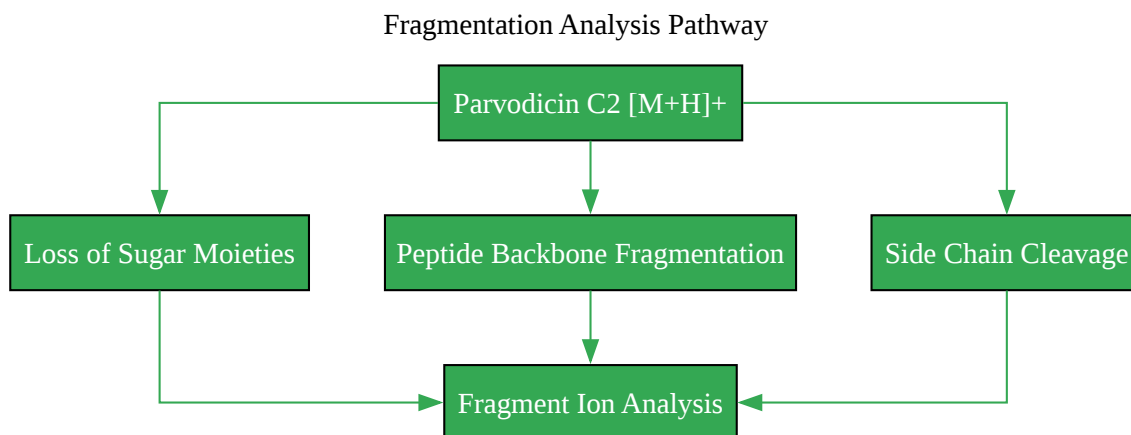 Fragmentation Analysis Pathway
Parvodicin C2 [M+H]+
Loss of Sugar Moieties
Peptide Backbone Fragmentation
Side Chain Cleavage
Fragment Ion Analysis